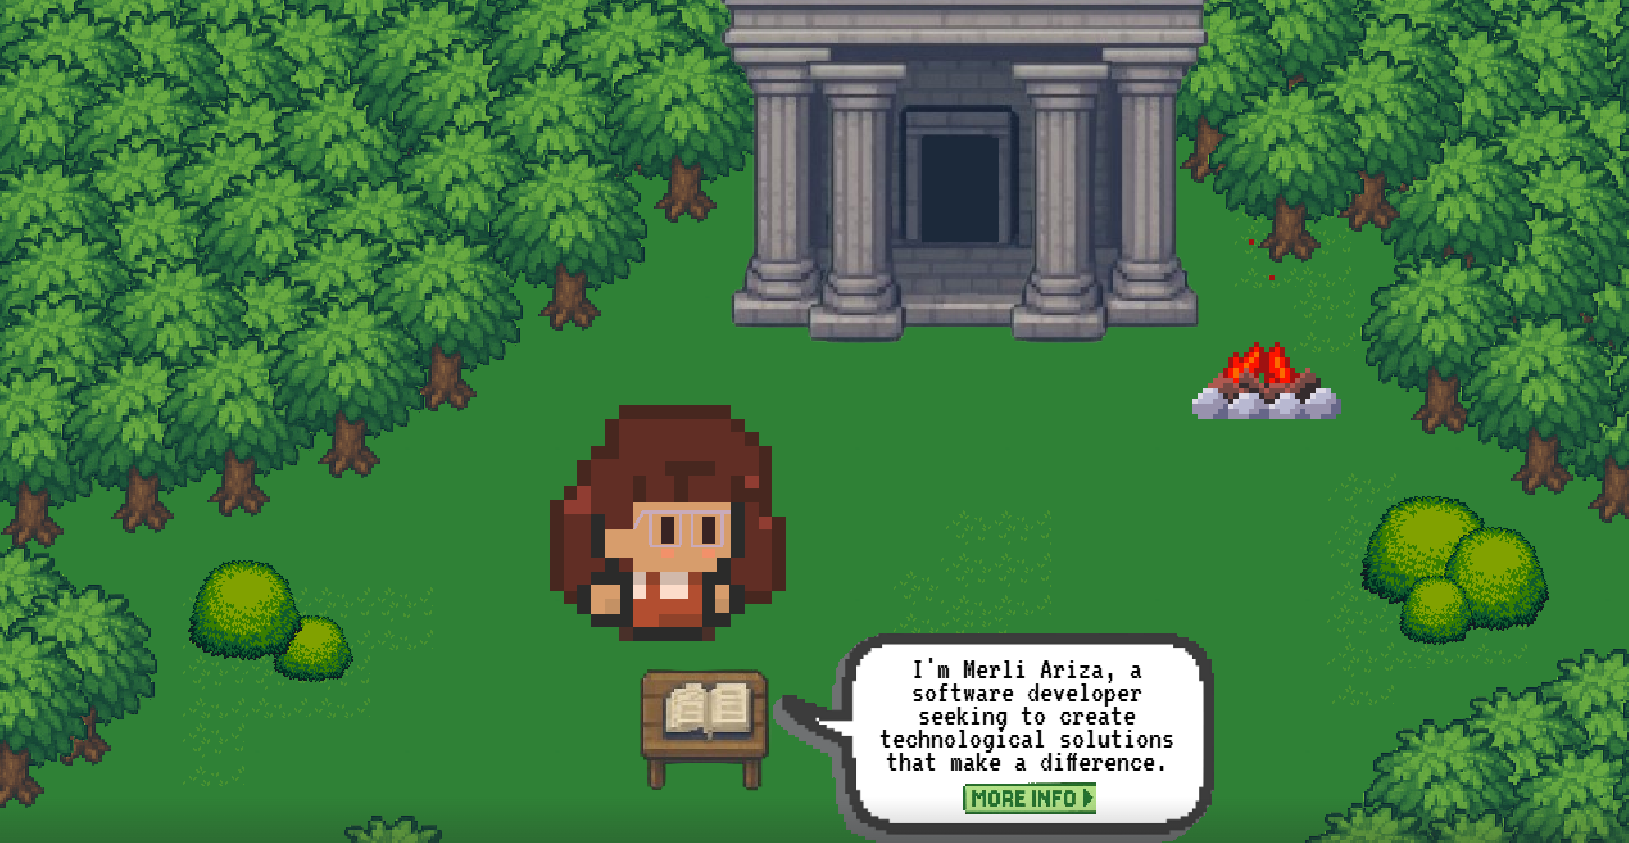 I'm Merli Ariza, a
software developer
seeking to create
technological solutions
that make a difference.
MORE INFO